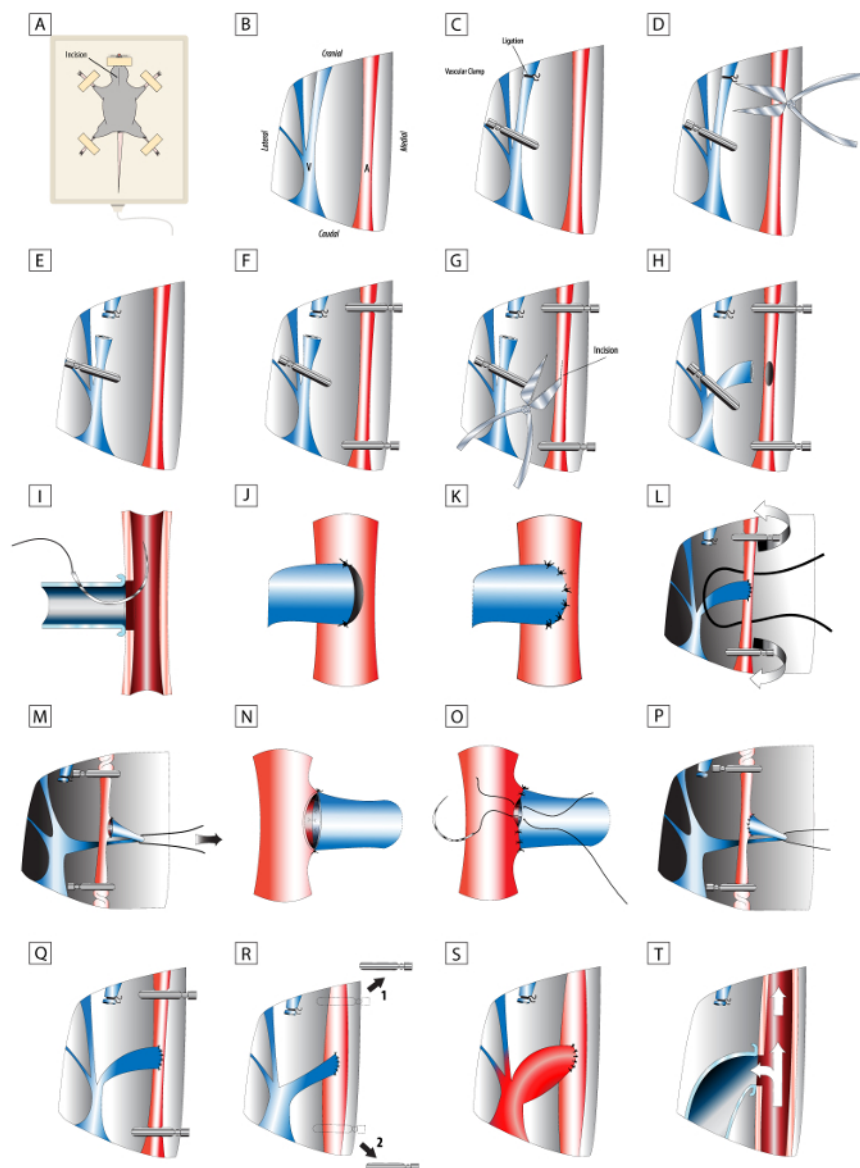 A
Incision
B
Cranial
Lateral
Medial
V
A
Caudal
C
Ligation
Vascular Clamp
D
E
F
G
Incision
H
I
J
K
L
M
N
O
P
Q
R
1
2
S
T